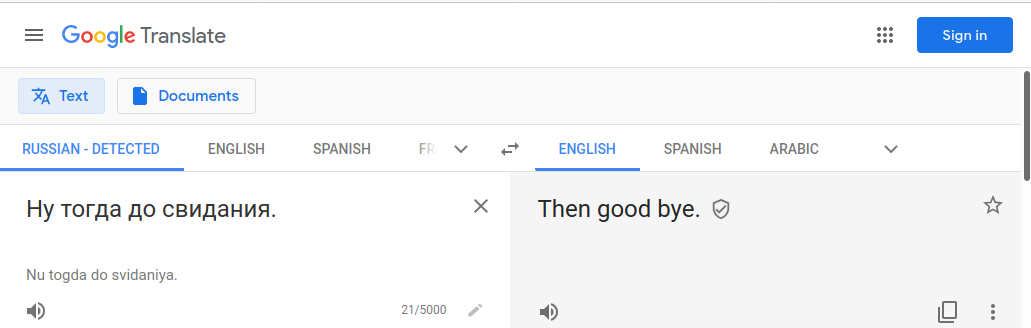 Google Translate
Sign in
Text
Documents
RUSSIAN - DETECTED ENGLISH SPANISH FR ENGLISH SPANISH ARABIC
Ну тогда до свидания.
Then good bye.
Nu togda do svidaniya.
21/5000